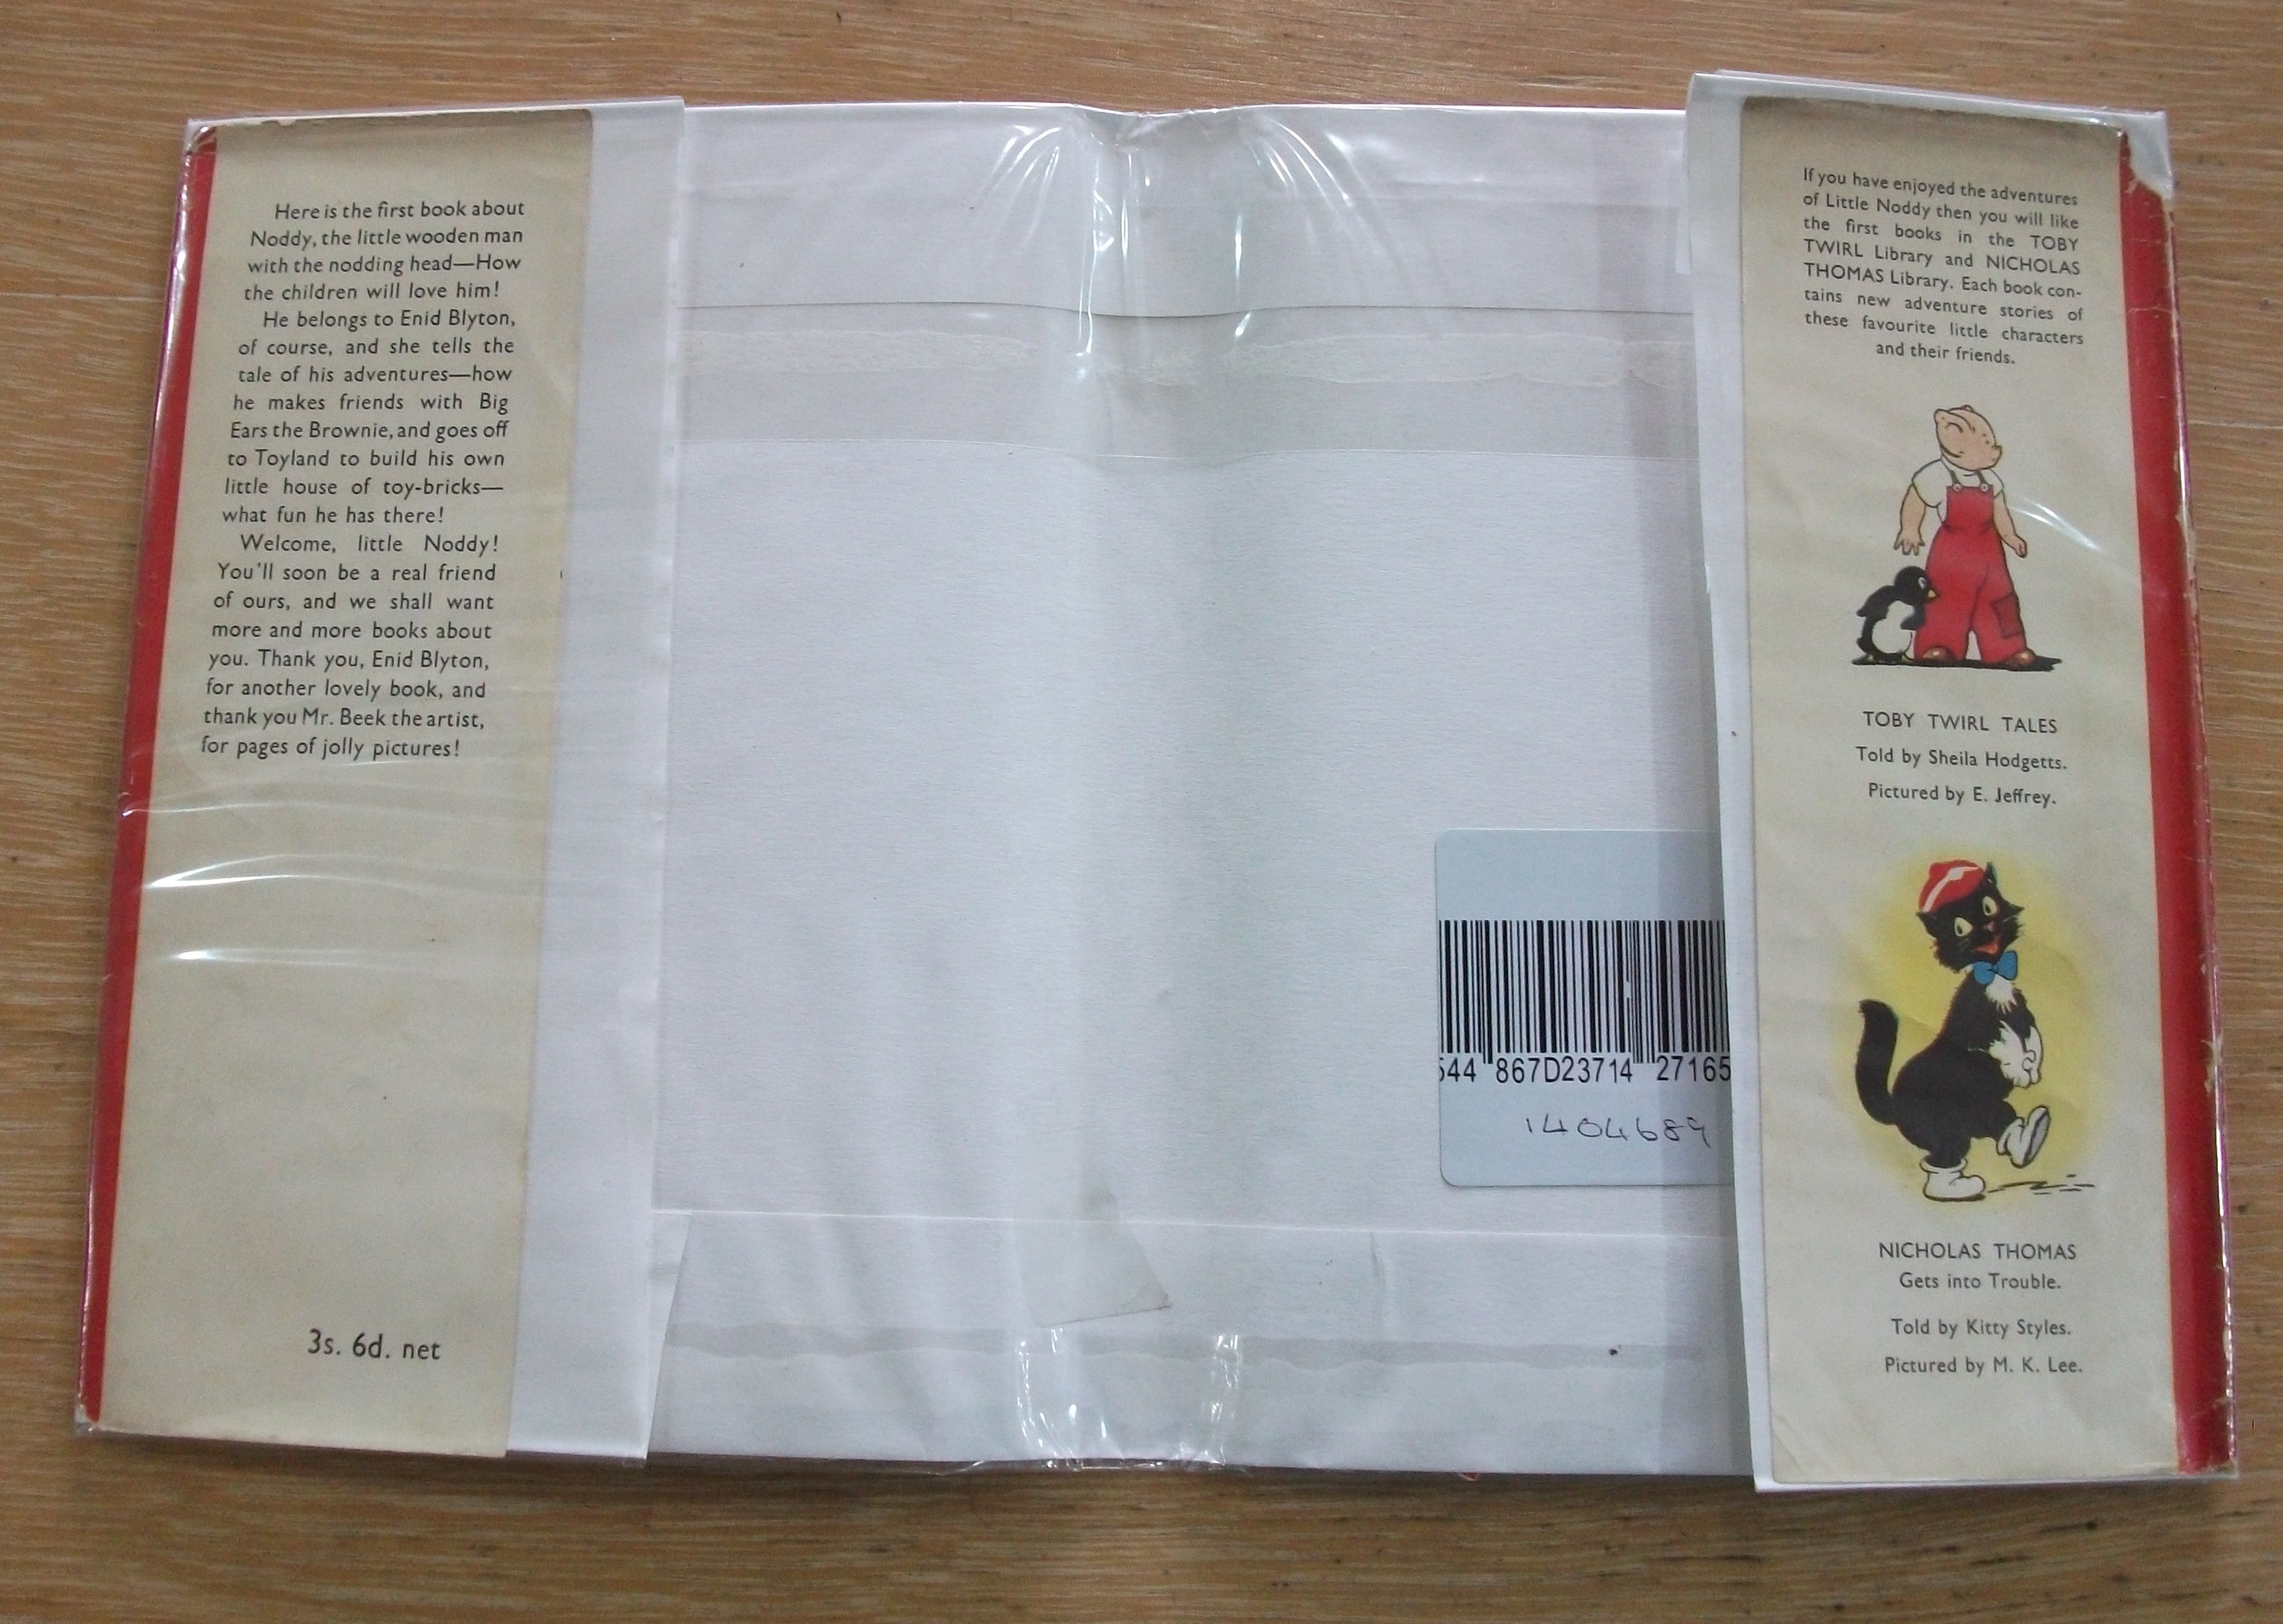 Here is the first book about
Noddy, the little wooden man
with the nodding head—How
the children will love him!
He belongs to Enid Blyton,
of course, and she tells the
tale of his adventures—how
he makes friends with Big
Ears the Brownie, and goes off
to Toyland to build his own
little house of toy-bricks—
what fun he has there!
Welcome, little Noddy!
You'll soon be a real friend
of ours, and we shall want
more and more books about
you. Thank you, Enid Blyton,
for another lovely book, and
thank you Mr. Beek the artist,
for pages of jolly pictures!
3s. 6d. net
544 867D23714 27165
1404689
If you have enjoyed the adventures
of Little Noddy then you will like
the first books in the TOBY
TWIRL Library and NICHOLAS
THOMAS Library. Each book con-
tains new adventure stories of
these favourite little characters
and their friends.
TOBY TWIRL TALES
Told by Sheila Hodgetts.
Pictured by E. Jeffrey.
NICHOLAS THOMAS
Gets into Trouble.
Told by Kitty Styles.
Pictured by M. K. Lee.